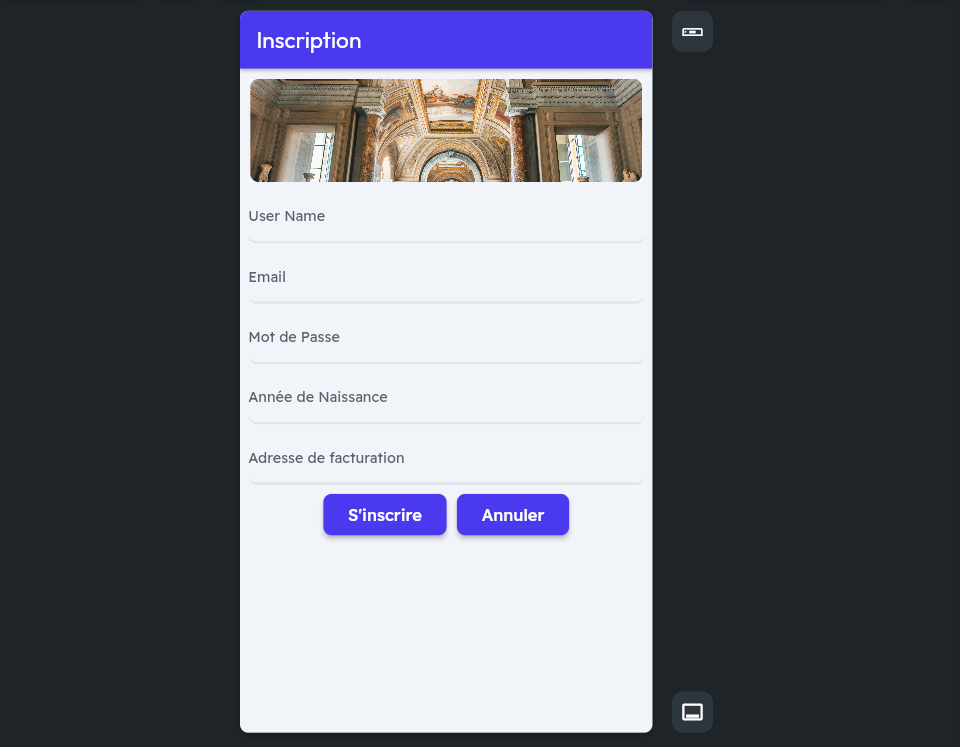 Inscription
User Name
Email
Mot de Passe
Année de Naissance
Adresse de facturation
S'inscrire Annuler